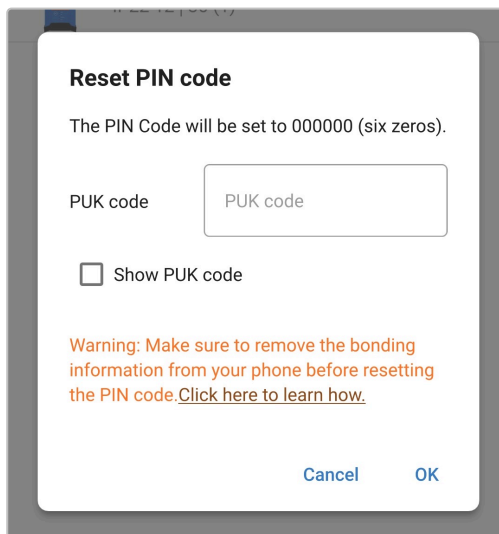 Reset PIN code
The PIN Code will be set to 000000 (six zeros).
PUK code
PUK code
Show PUK code
Warning: Make sure to remove the bonding
information from your phone before resetting
the PIN code.Click here to learn how.
Cancel
OK